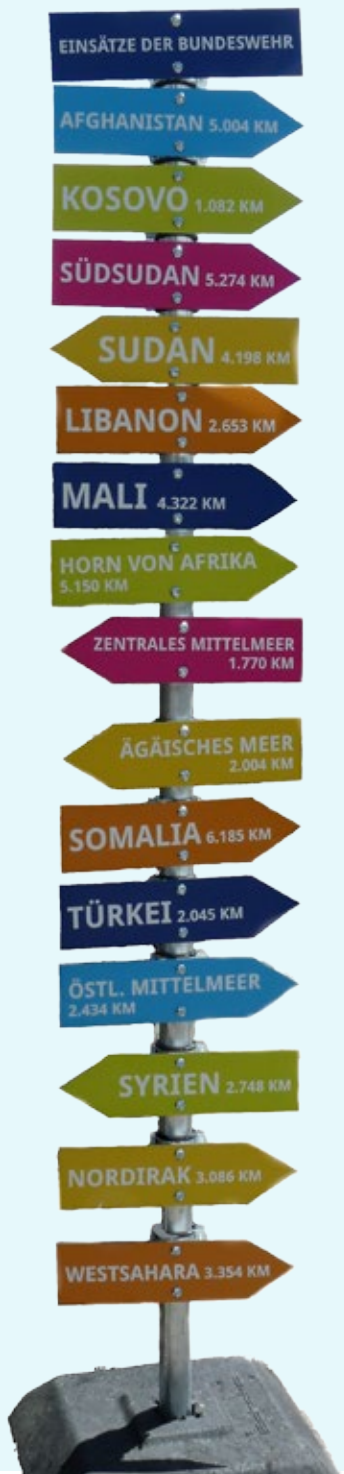 EINSÄTZE DER BUNDESWEHR
AFGHANISTAN 5.004 KM
KOSOVO 1.082 KM
SÜDSUDAN 5.274 KM
SUDAN 4.198 KM
LIBANON 2.653 KM
MALI 4.322 KM
HORN VON AFRIKA
5.150 KM
ZENTRALES MITTELMEER
1.770 KM
ÄGÄISCHES MEER
2.004 KM
SOMALIA 6.185 KM
TÜRKEI 2.045 KM
ÖSTL. MITTELMEER
2.434 KM
SYRIEN 2.748 KM
NORDIRAK 3.086 KM
WESTSAHARA 3.354 KM